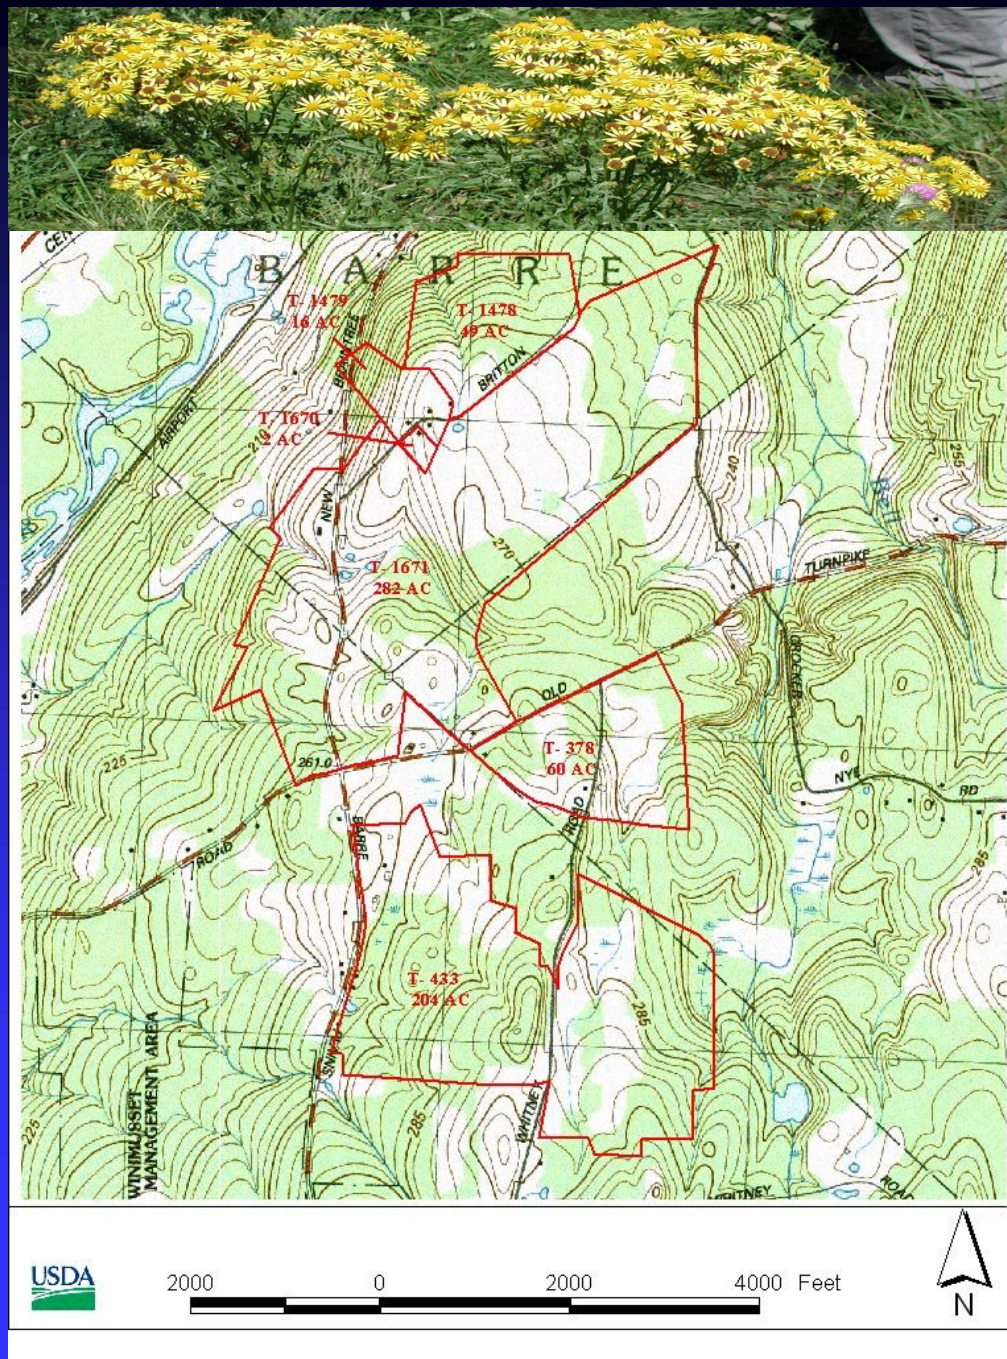 CEN
B A R R E
T- 1479
16 AC
T- 1478
49 AC
BRITTON
AIRPORT
T- 1670
2 AC
240
255
NEW
270
T- 1671
282 AC
TURNPIKE
CROCKER
OLD
T- 378
60 AC
225
261.0
NYE
RD
ROAD
BARRE
ROAD
285
T- 433
204 AC
285
WINIMUSSET
MANAGEMENT AREA
225
285
WHITNEY
WHITNEY
ROAD
USDA
2000 0 2000 4000 Feet
N